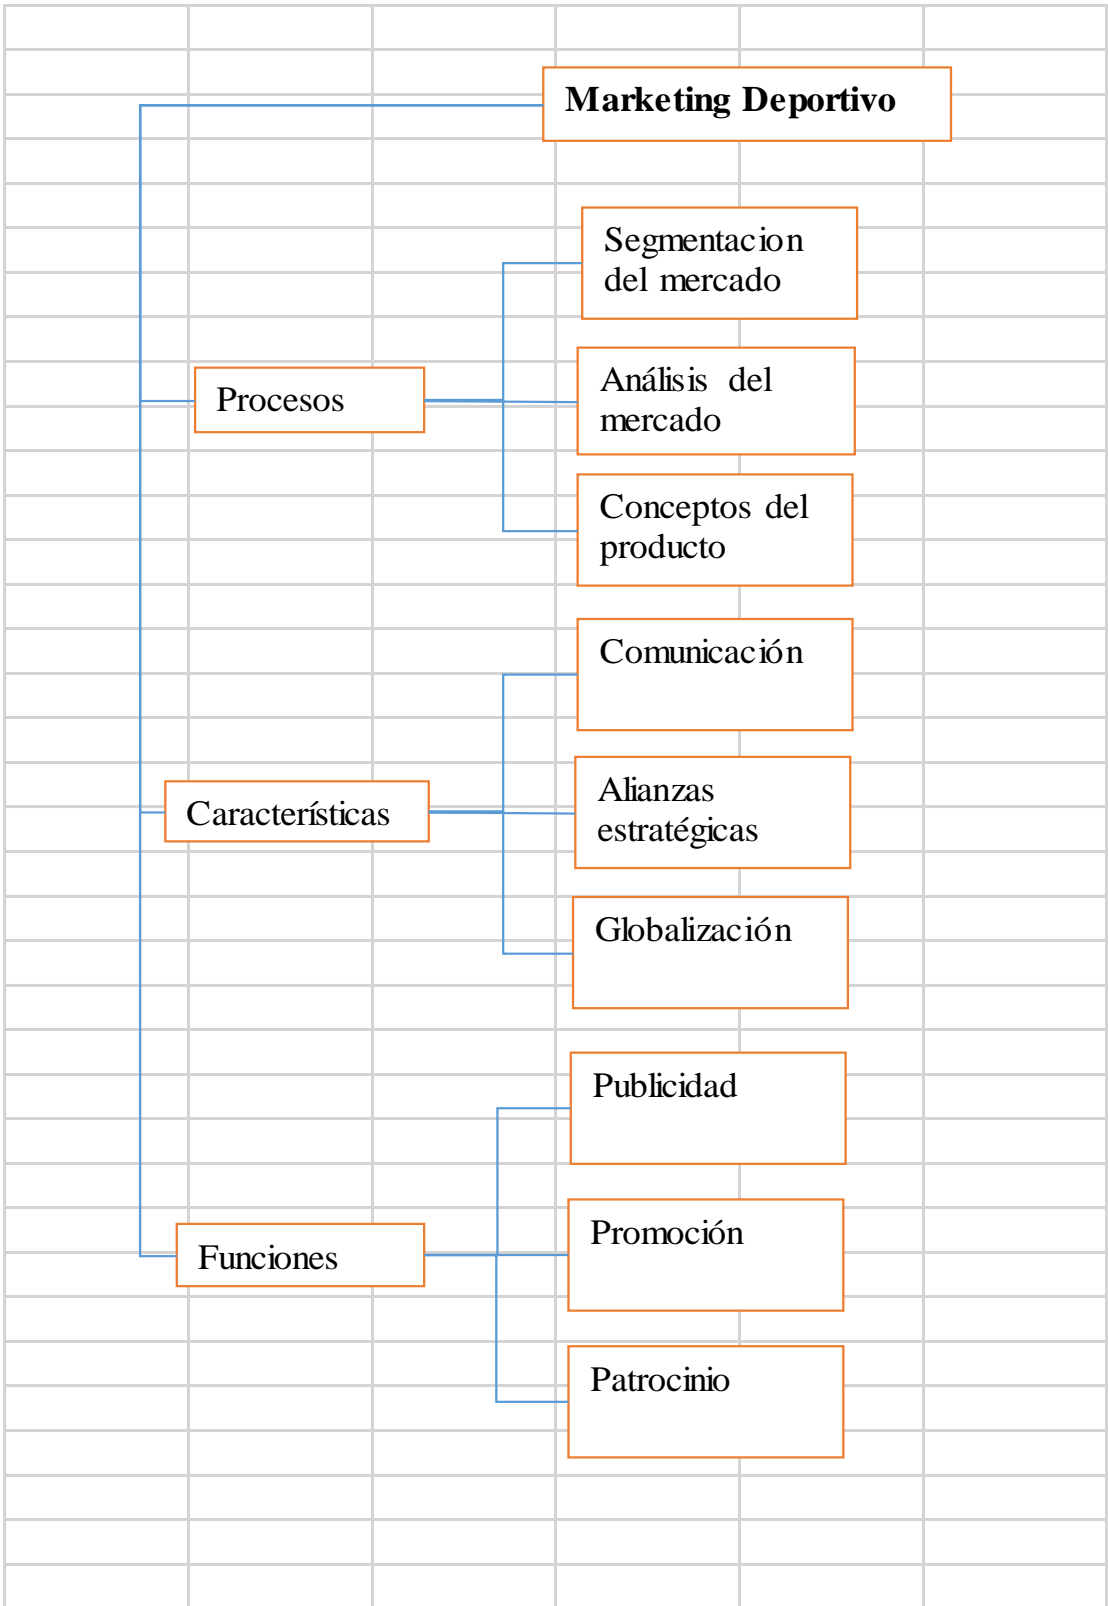 Marketing Deportivo
Segmentacion
del mercado
Análisis del
mercado
Procesos
Conceptos del
producto
Comunicación
Alianzas
estratégicas
Característícas
Globalización
Publicidad
Promoción
Funciones
Patrocinio